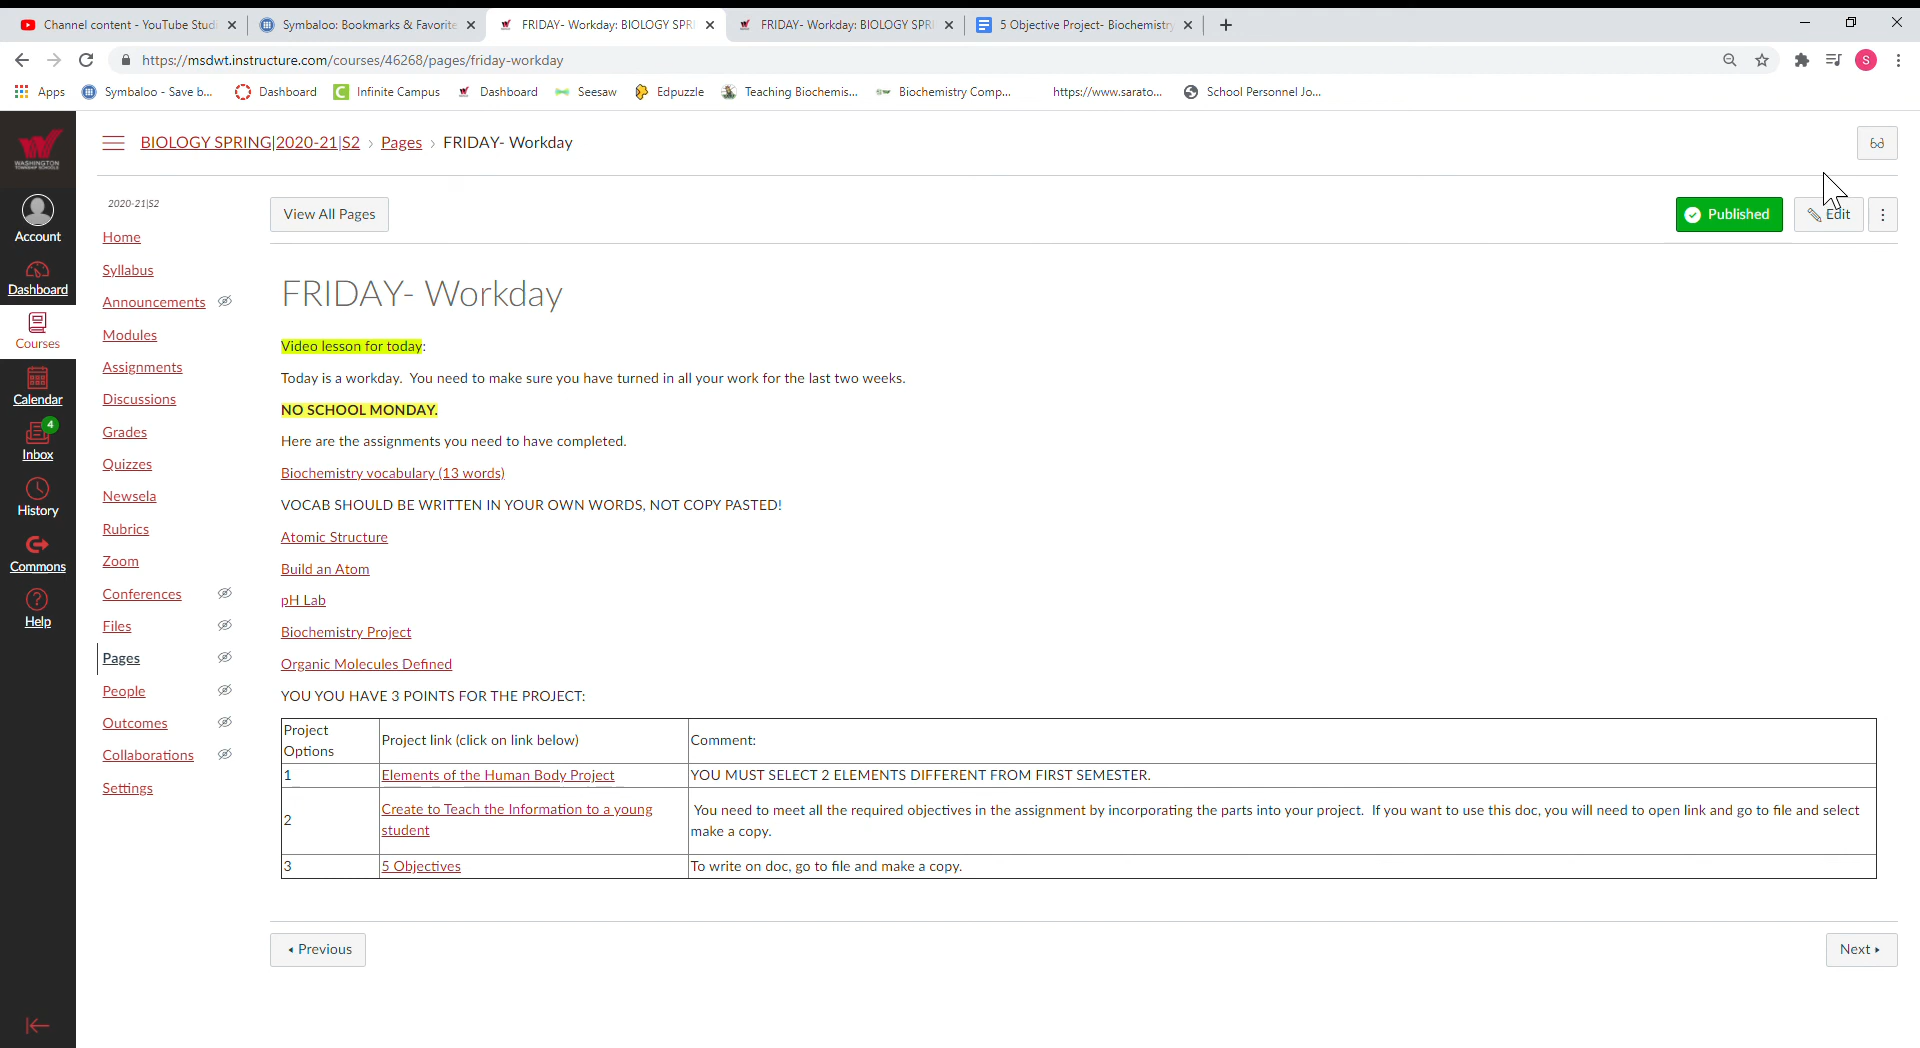 Channel content - YouTube Studi
Symbaloo: Bookmarks & Favorite
FRIDAY- Workday: BIOLOGY SPRI
FRIDAY- Workday: BIOLOGY SPRI
5 Objective Project- Biochemistry
https://msdwt.instructure.com/courses/46268/pages/friday-workday
S
Apps
Symbaloo - Save b...
Dashboard
Infinite Campus
Dashboard
Seesaw
Edpuzzle
Teaching Biochemis...
Biochemistry Comp...
https://www.sarato...
School Personnel Jo...
WASHINGTON
TOWNSHIP SCHOOLS
BIOLOGY SPRING|2020-21|S2 › Pages › FRIDAY- Workday
Account
Dashboard
Courses
Calendar
4
Inbox
History
Commons
Help
2020-21|S2
Home
Syllabus
Announcements
Modules
Assignments
Discussions
Grades
Quizzes
Newsela
Rubrics
Zoom
Conferences
Files
Pages
People
Outcomes
Collaborations
Settings
View All Pages
Published
Edit
FRIDAY- Workday
Video lesson for today:
Today is a workday. You need to make sure you have turned in all your work for the last two weeks.
NO SCHOOL MONDAY.
Here are the assignments you need to have completed.
Biochemistry vocabulary (13 words)
VOCAB SHOULD BE WRITTEN IN YOUR OWN WORDS, NOT COPY PASTED!
Atomic Structure
Build an Atom
pH Lab
Biochemistry Project
Organic Molecules Defined
YOU YOU HAVE 3 POINTS FOR THE PROJECT:
Project
Options
Project link (click on link below)
Comment:
1
Elements of the Human Body Project
YOU MUST SELECT 2 ELEMENTS DIFFERENT FROM FIRST SEMESTER.
2
Create to Teach the Information to a young
student
You need to meet all the required objectives in the assignment by incorporating the parts into your project. If you want to use this doc, you will need to open link and go to file and select
make a copy.
3
5 Objectives
To write on doc, go to file and make a copy.
Previous
Next